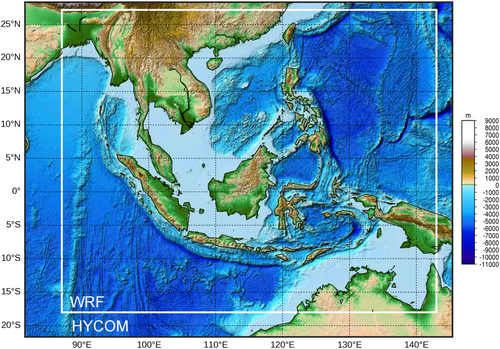 25°N
20°N
15°N
10°N
5°N
0°
5°S
10°S
15°S
20°S
90°E
100°E
110°E
120°E
130°E
140°E
WRF
HYCOM
m
9000
8000
7000
6000
5000
4000
3000
2000
1000
0
-1000
-2000
-3000
-4000
-5000
-6000
-7000
-8000
-9000
-10000
-11000